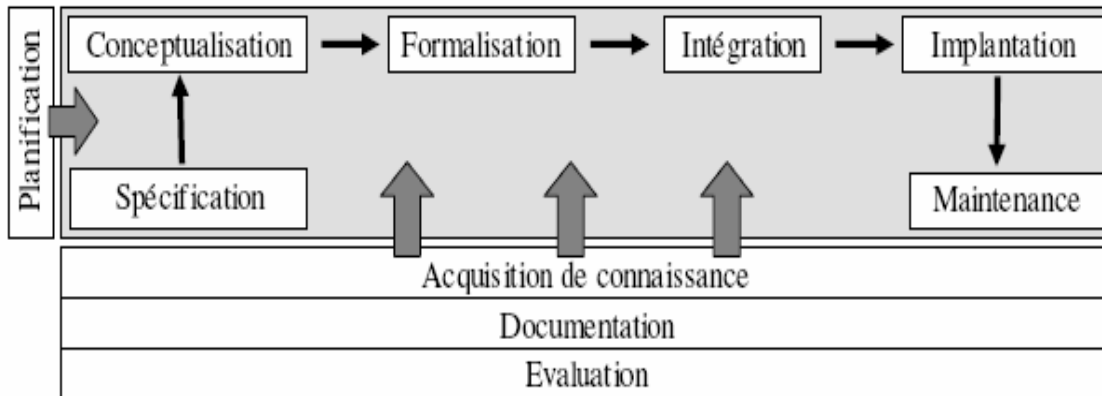 Planification
Conceptualisation
Formalisation
Intégration
Implantation
Spécification
Maintenance
Acquisition de connaissance
Documentation
Evaluation